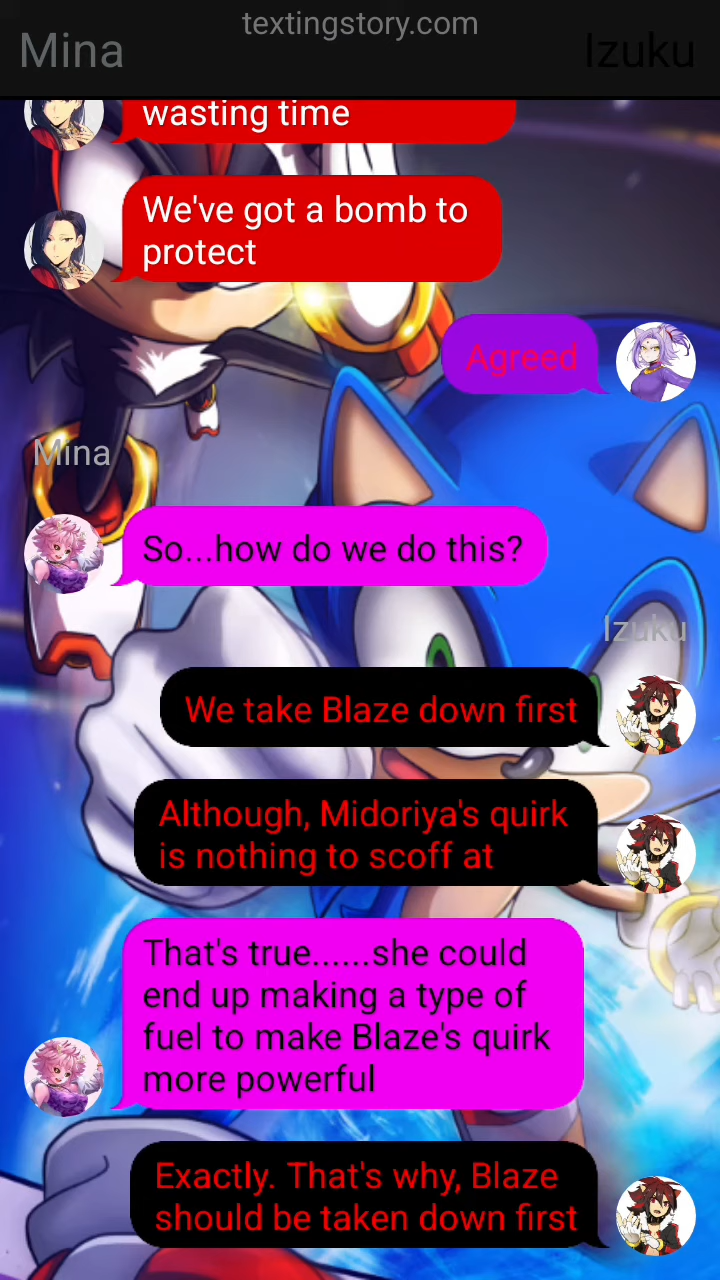 textingstory.com
Mina
Izuku
wasting time
We've got a bomb to
protect
Agreed
Mina
So...how do we do this?
Izuku
We take Blaze down first
Although, Midoriya's quirk
is nothing to scoff at
That's true......she could
end up making a type of
fuel to make Blaze's quirk
more powerful
Exactly. That's why, Blaze
should be taken down first